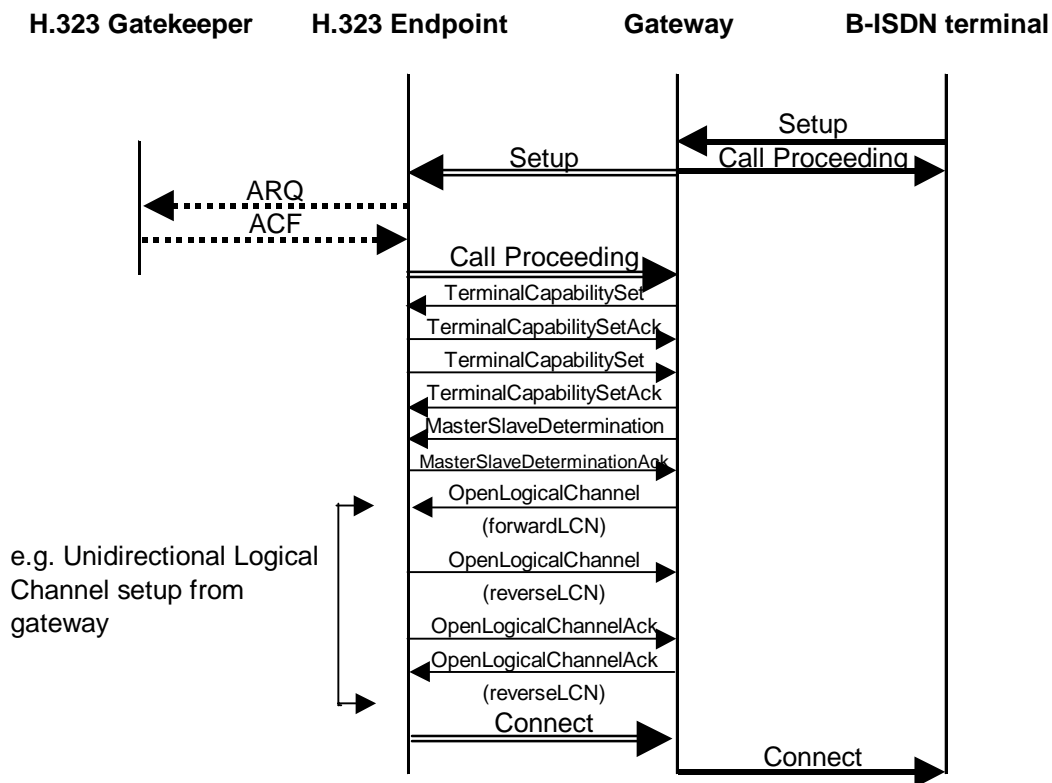 H.323 Gatekeeper H.323 Endpoint Gateway B-ISDN terminal
Setup
Setup Call Proceeding
ARQ
ACF
Call Proceeding
TerminalCapabilitySet
TerminalCapabilitySetAck
TerminalCapabilitySet
TerminalCapabilitySetAck
MasterSlaveDetermination
MasterSlaveDeterminationAck
OpenLogicalChannel
(forwardLCN)
e.g. Unidirectional Logical
Channel setup from
gateway
OpenLogicalChannel
(reverseLCN)
OpenLogicalChannelAck
OpenLogicalChannelAck
(reverseLCN)
Connect
Connect